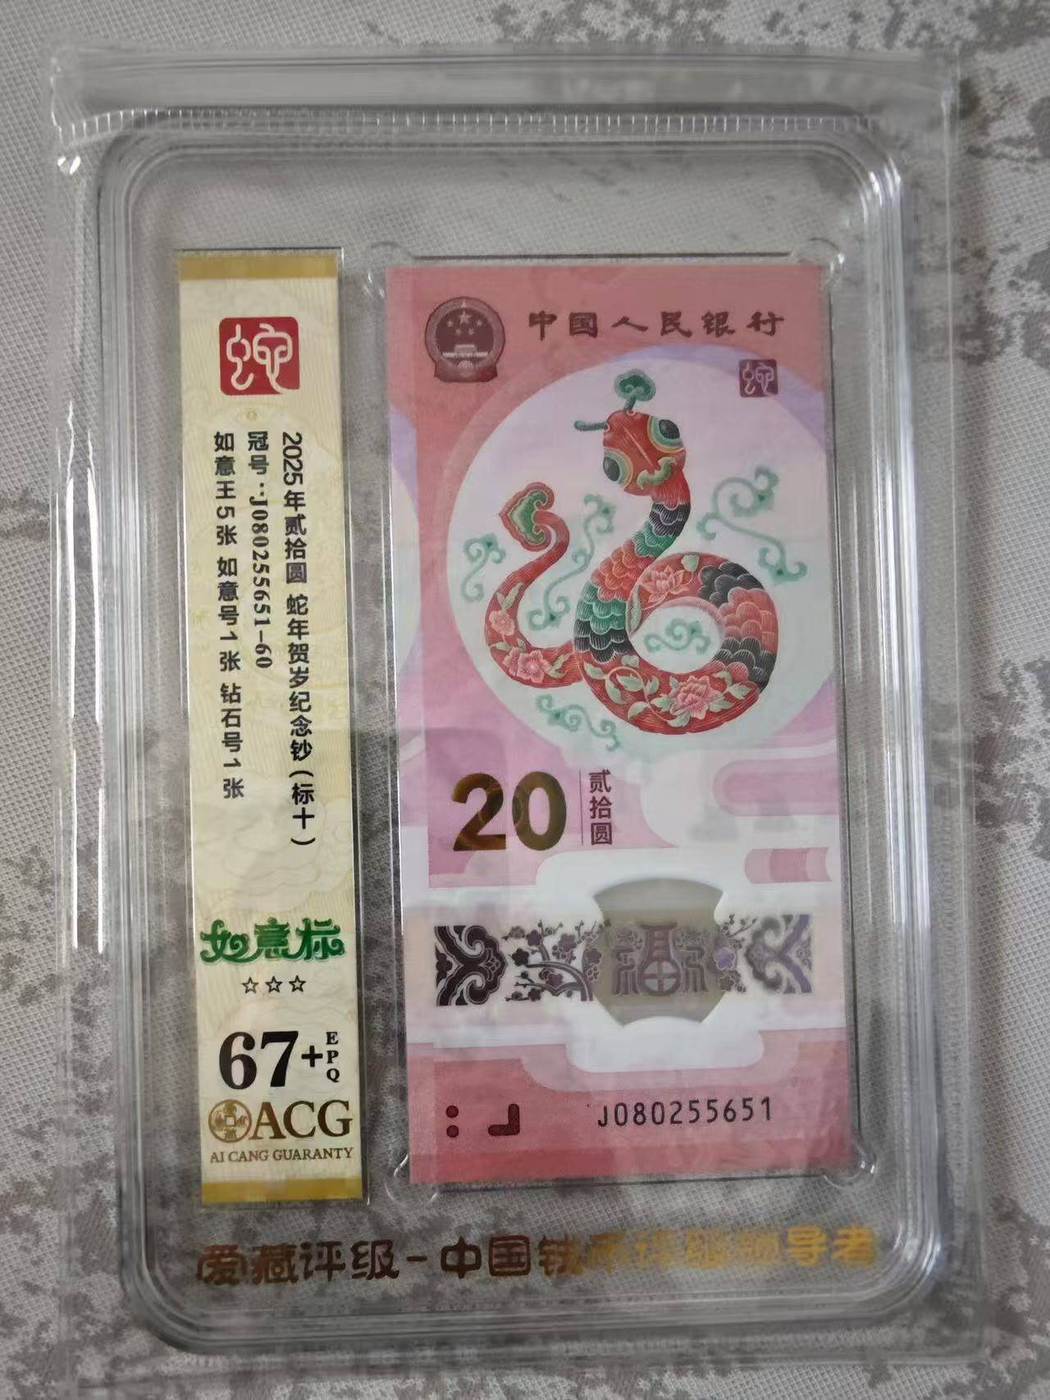 蛇
2025年贰拾圆 蛇年贺岁纪念钞(标十)
冠号:J080255651-60
如意王5张 如意号1张 钻石号1张
如意标
☆☆☆
67+EPQ
ACG
AI CANG GUARANTY
中国人民银行
蛇
20 贰拾圆
福
J080255651
爱藏评级-中国钱币评级领导者